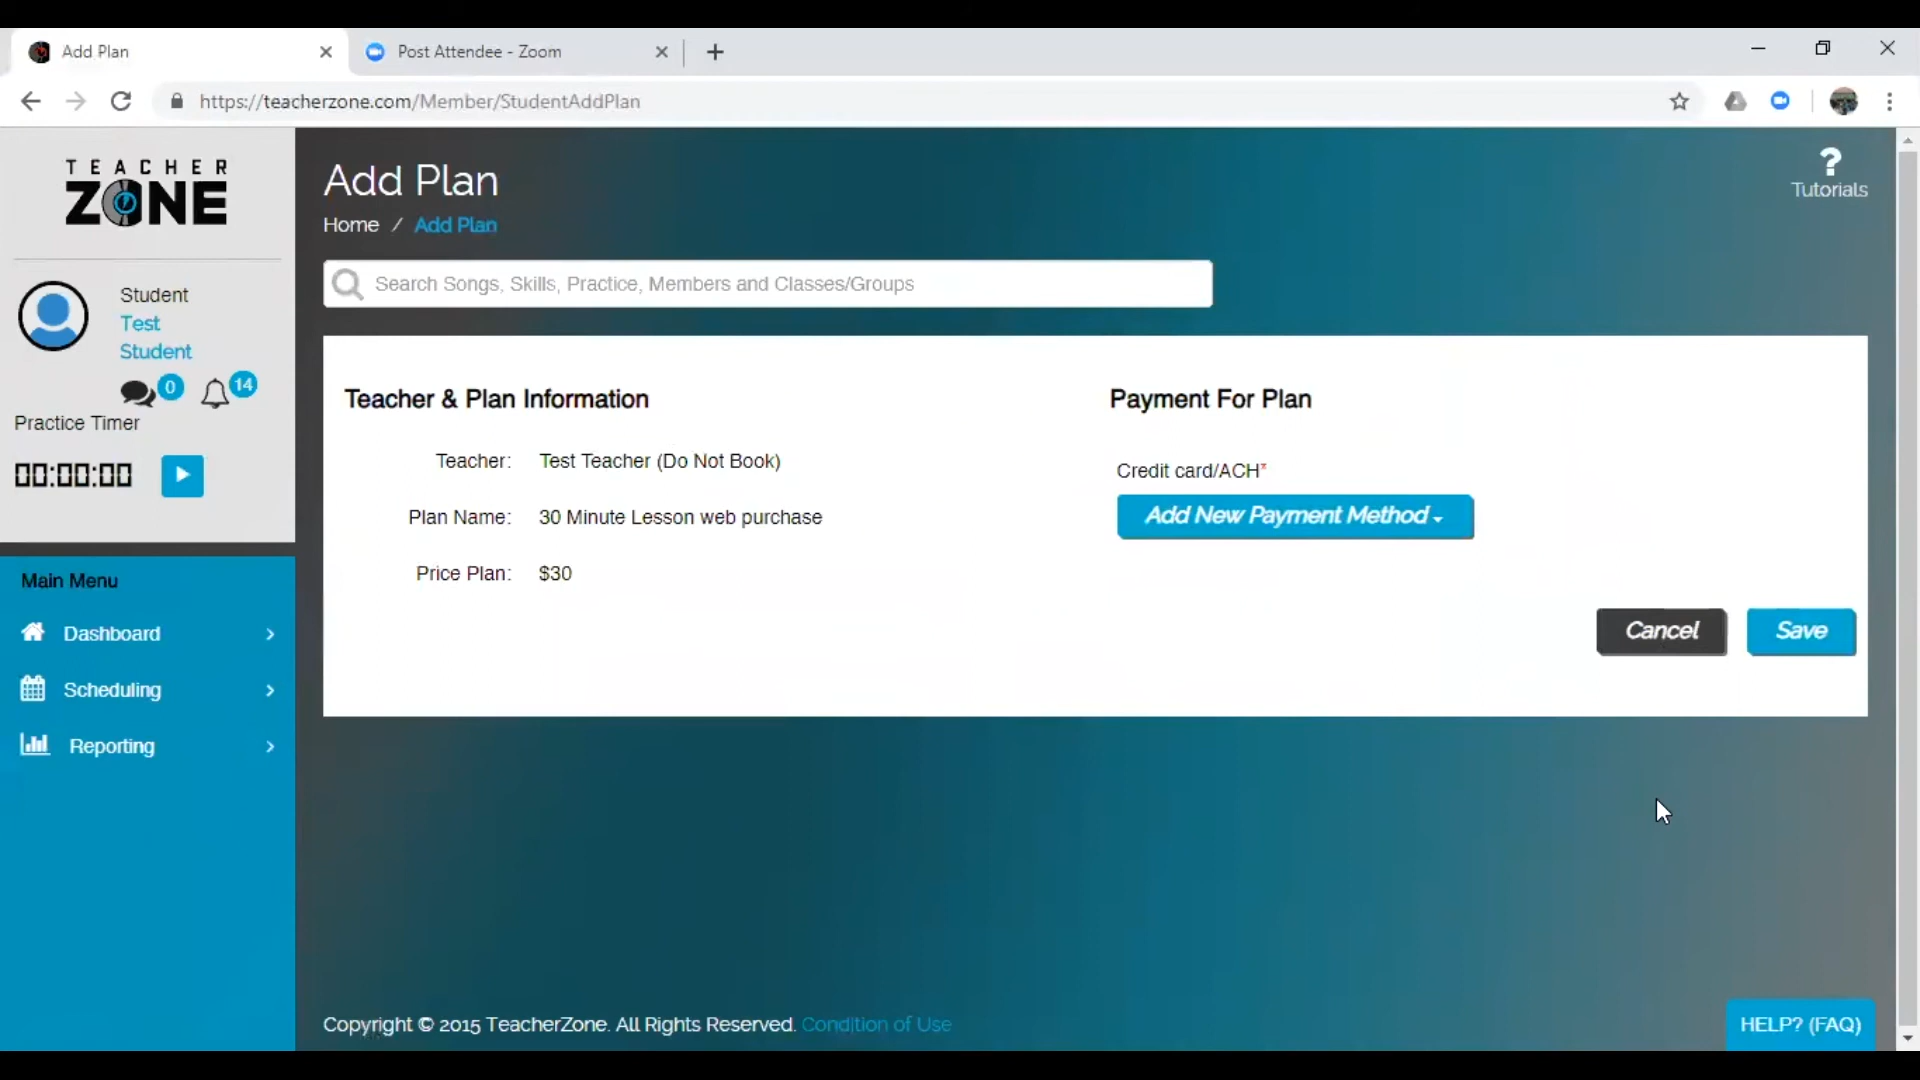 Add Plan
Post Attendee - Zoom
https://teacherzone.com/Member/StudentAddPlan
TEACHER
ZONE
Student
Test
Student
0
14
Practice Timer
00:00:00
Main Menu
Dashboard
Scheduling
Reporting
Add Plan
Home / Add Plan
? Tutorials
Search Songs, Skills, Practice, Members and Classes/Groups
Teacher & Plan Information
Teacher: Test Teacher (Do Not Book)
Plan Name: 30 Minute Lesson web purchase
Price Plan: $30
Payment For Plan
Credit card/ACH*
Add New Payment Method
Cancel
Save
Copyright © 2015 TeacherZone. All Rights Reserved. Condition of Use
HELP? (FAQ)